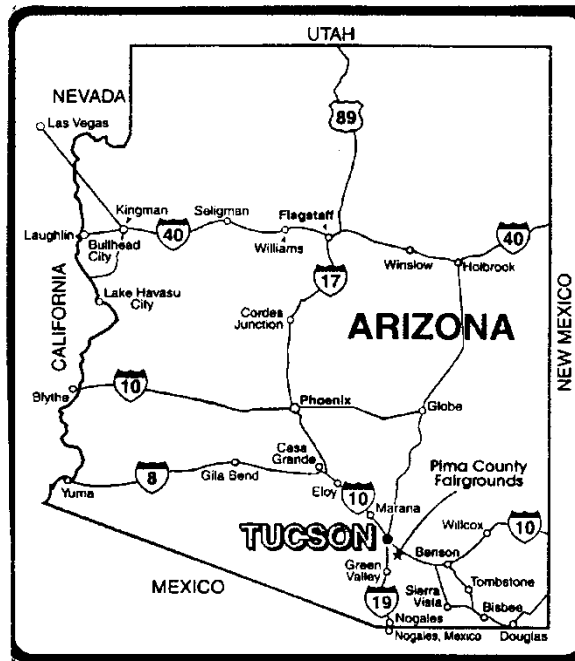 UTAH
NEVADA
Las Vegas
89
Kingman
Seligman
Flagstaff
Laughlin
Bullhead
City
40
Williams
40
Winslow
Holbrook
17
Lake Havasu
City
Cordes
Junction
ARIZONA
CALIFORNIA
NEW MEXICO
10
Blythe
Phoenix
Globe
Casa
Grande
Pima County
Fairgrounds
8
Gila Bend
Yuma
Eloy
10
Marana
Willcox
10
TUCSON
Benson
Green
Valley
MEXICO
Tombstone
Sierra
Vista
19
Bisbee
Nogales
Nogales, Mexico
Douglas